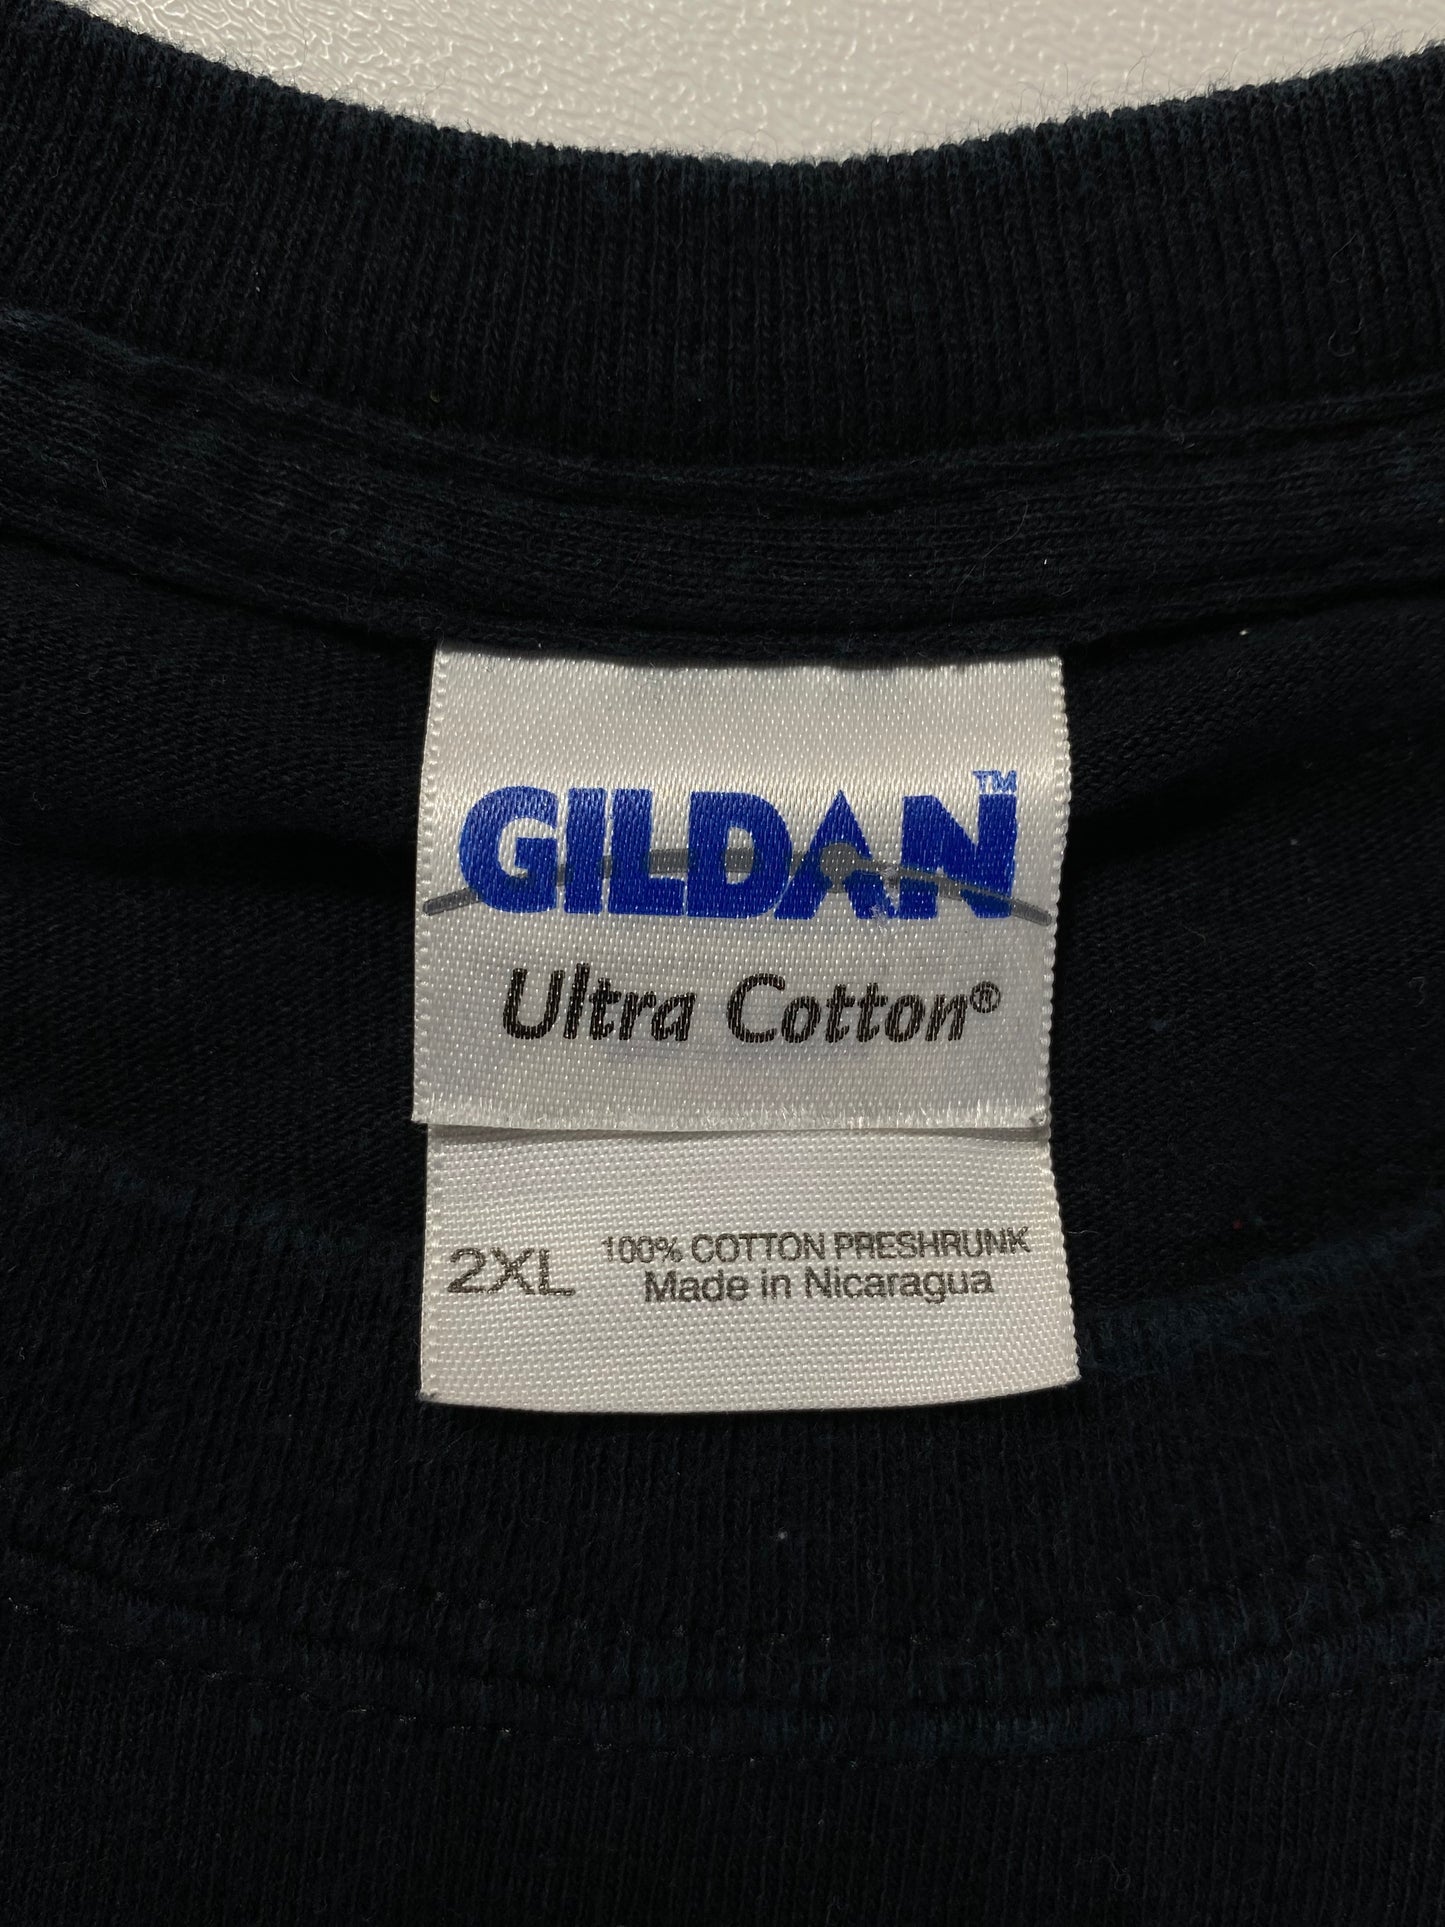 GILDAN™
Ultra Cotton®
2XL 100% COTTON PRESHRUNK
Made in Nicaragua